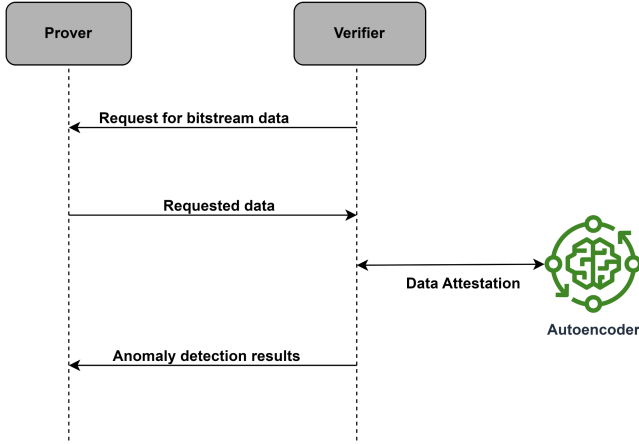 Prover
Verifier
Request for bitstream data
Requested data
Data Attestation
Autoencoder
Anomaly detection results